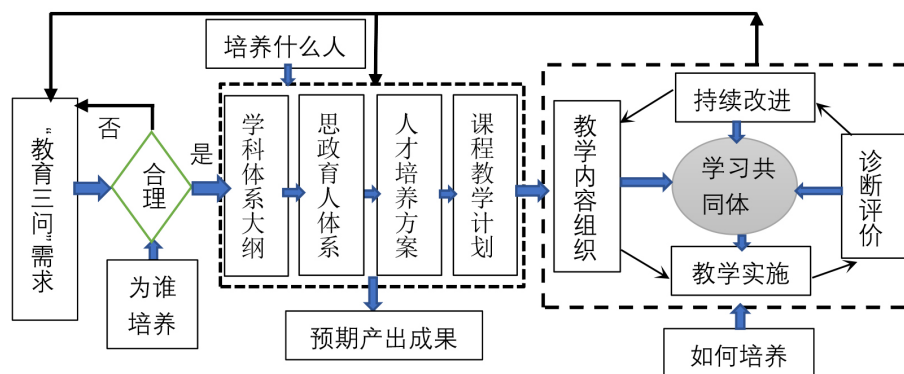 培养什么人
"教育三问"需求
否
合理
是
为谁
培养
学科体系大纲
思政育人体系
人才培养方案
课程教学计划
预期产出成果
教学内容组织
持续改进
学习共
同体
教学实施
诊断评价
如何培养